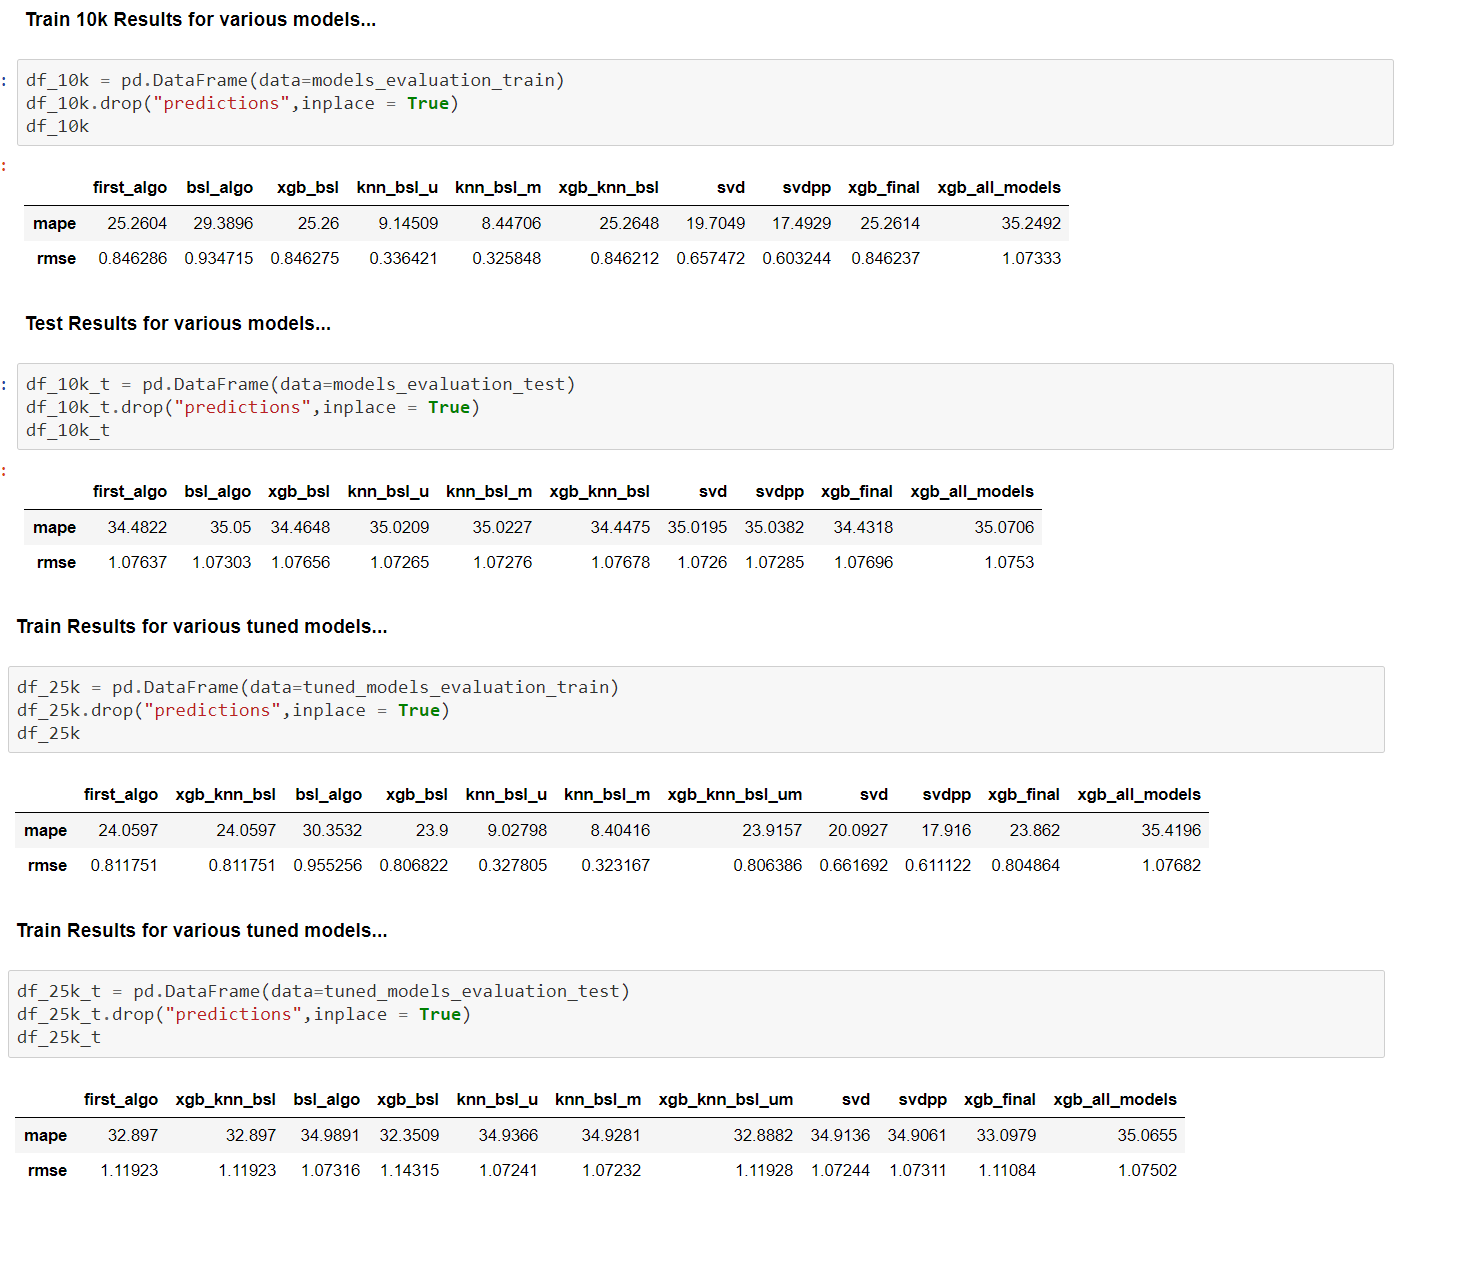 Train 10k Results for various models...
: df_10k = pd.DataFrame(data=models_evaluation_train)
df_10k.drop("predictions",inplace = True)
df_10k
:
first_algo bsl_algo xgb_bsl knn_bsl_u knn_bsl_m xgb_knn_bsl svd svdpp xgb_final xgb_all_models
mape 25.2604 29.3896 25.26 9.14509 8.44706 25.2648 19.7049 17.4929 25.2614 35.2492
rmse 0.846286 0.934715 0.846275 0.336421 0.325848 0.846212 0.657472 0.603244 0.846237 1.07333
Test Results for various models...
: df_10k_t = pd.DataFrame(data=models_evaluation_test)
df_10k_t.drop("predictions",inplace = True)
df_10k_t
:
first_algo bsl_algo xgb_bsl knn_bsl_u knn_bsl_m xgb_knn_bsl svd svdpp xgb_final xgb_all_models
mape 34.4822 35.05 34.4648 35.0209 35.0227 34.4475 35.0195 35.0382 34.4318 35.0706
rmse 1.07637 1.07303 1.07656 1.07265 1.07276 1.07678 1.0726 1.07285 1.07696 1.0753
Train Results for various tuned models...
df_25k = pd.DataFrame(data=tuned_models_evaluation_train)
df_25k.drop("predictions",inplace = True)
df_25k
first_algo xgb_knn_bsl bsl_algo xgb_bsl knn_bsl_u knn_bsl_m xgb_knn_bsl_um svd svdpp xgb_final xgb_all_models
mape 24.0597 24.0597 30.3532 23.9 9.02798 8.40416 23.9157 20.0927 17.916 23.862 35.4196
rmse 0.811751 0.811751 0.955256 0.806822 0.327805 0.323167 0.806386 0.661692 0.611122 0.804864 1.07682
Train Results for various tuned models...
df_25k_t = pd.DataFrame(data=tuned_models_evaluation_test)
df_25k_t.drop("predictions",inplace = True)
df_25k_t
first_algo xgb_knn_bsl bsl_algo xgb_bsl knn_bsl_u knn_bsl_m xgb_knn_bsl_um svd svdpp xgb_final xgb_all_models
mape 32.897 32.897 34.9891 32.3509 34.9366 34.9281 32.8882 34.9136 34.9061 33.0979 35.0655
rmse 1.11923 1.11923 1.07316 1.14315 1.07241 1.07232 1.11928 1.07244 1.07311 1.11084 1.07502